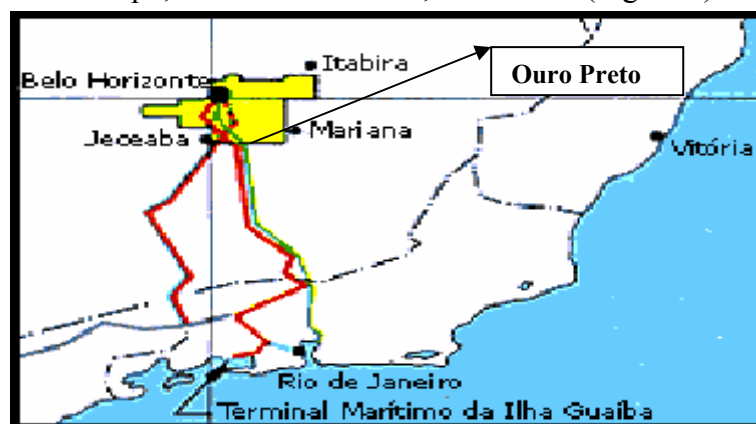 Itabira
Ouro Preto
Belo Horizonte
Mariana
Jeceaba
Vitória
Rio de Janeiro
Terminal Marítimo da Ilha Guaíba